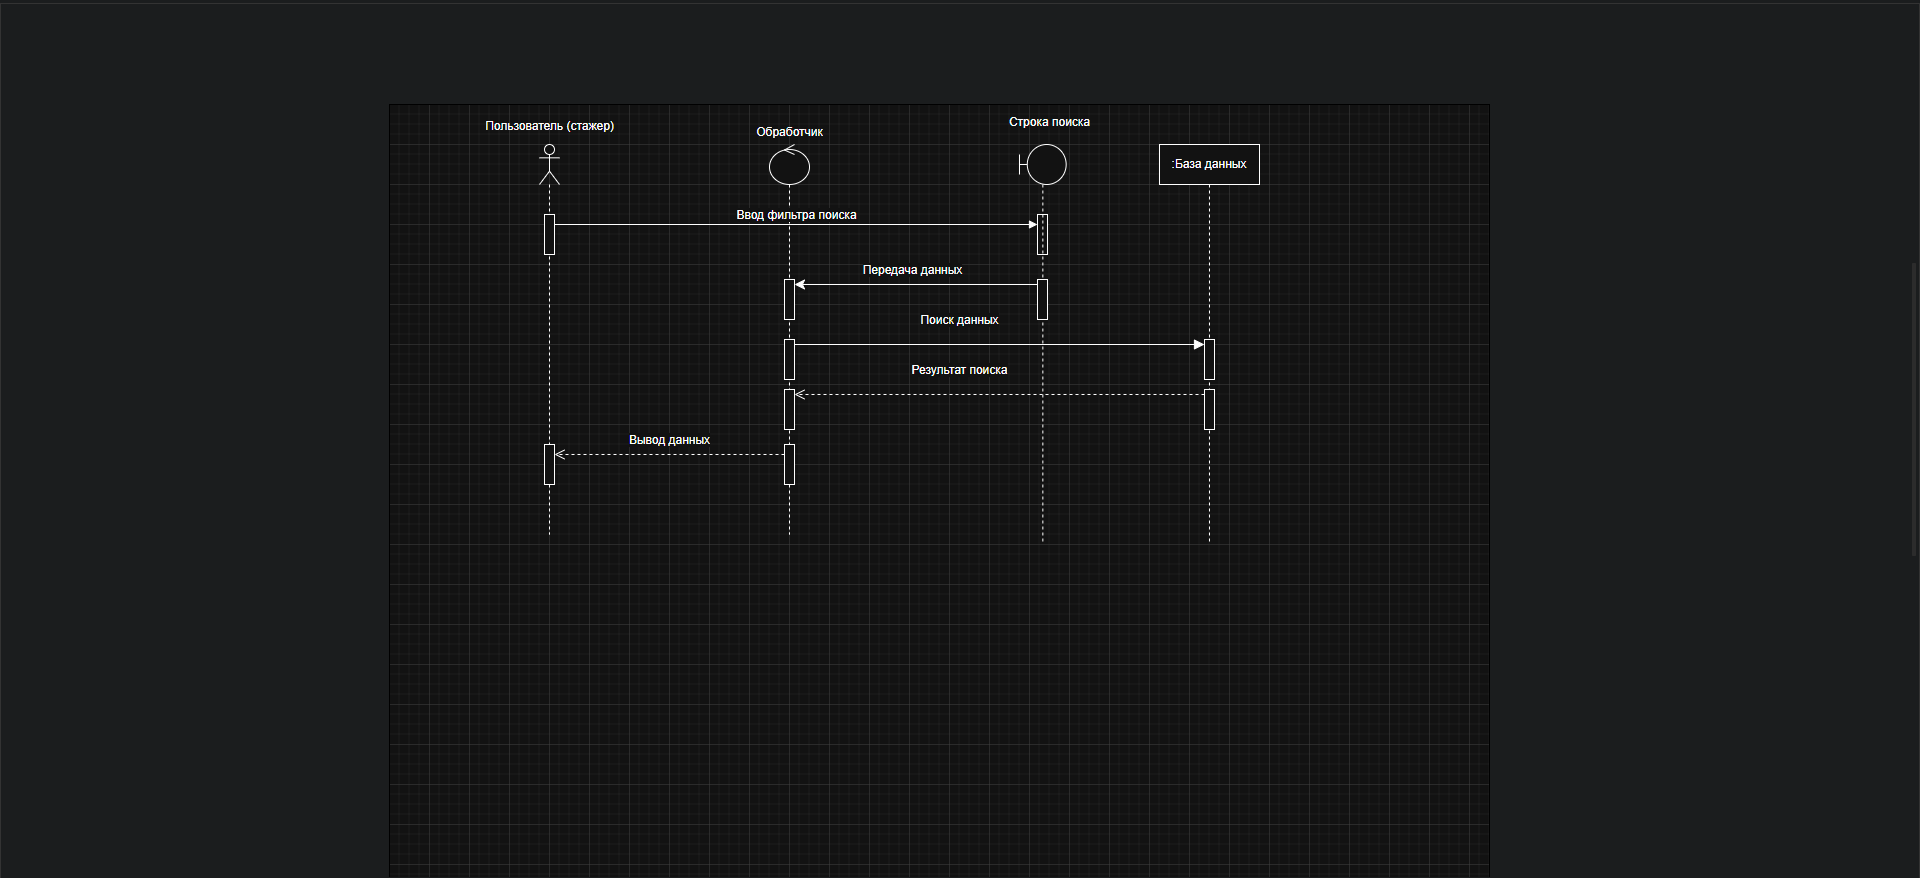 Пользователь (стажер)
Обработчик
Строка поиска
:База данных
Ввод фильтра поиска
Передача данных
Поиск данных
Результат поиска
Вывод данных